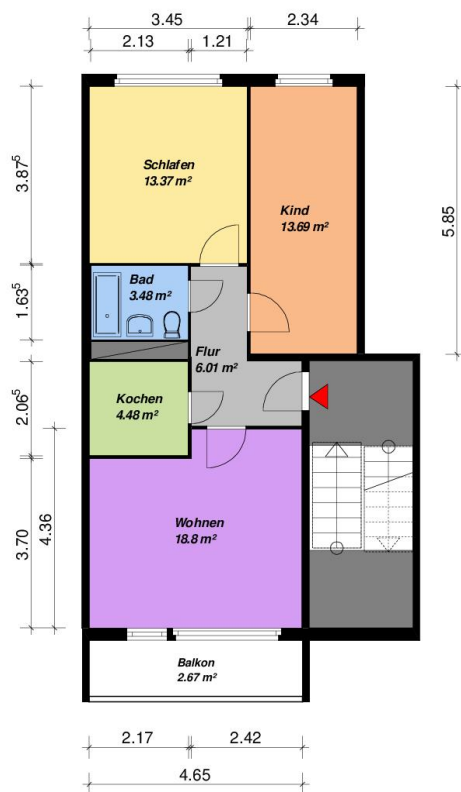 3.45
2.34
2.13
1.21
3.87⁵
5.85
Schlafen
13.37 m²
Kind
13.69 m²
1.63⁵
Bad
3.48 m²
Flur
6.01 m²
2.06⁵
Kochen
4.48 m²
3.70
4.36
Wohnen
18.8 m²
Balkon
2.67 m²
2.17
2.42
4.65